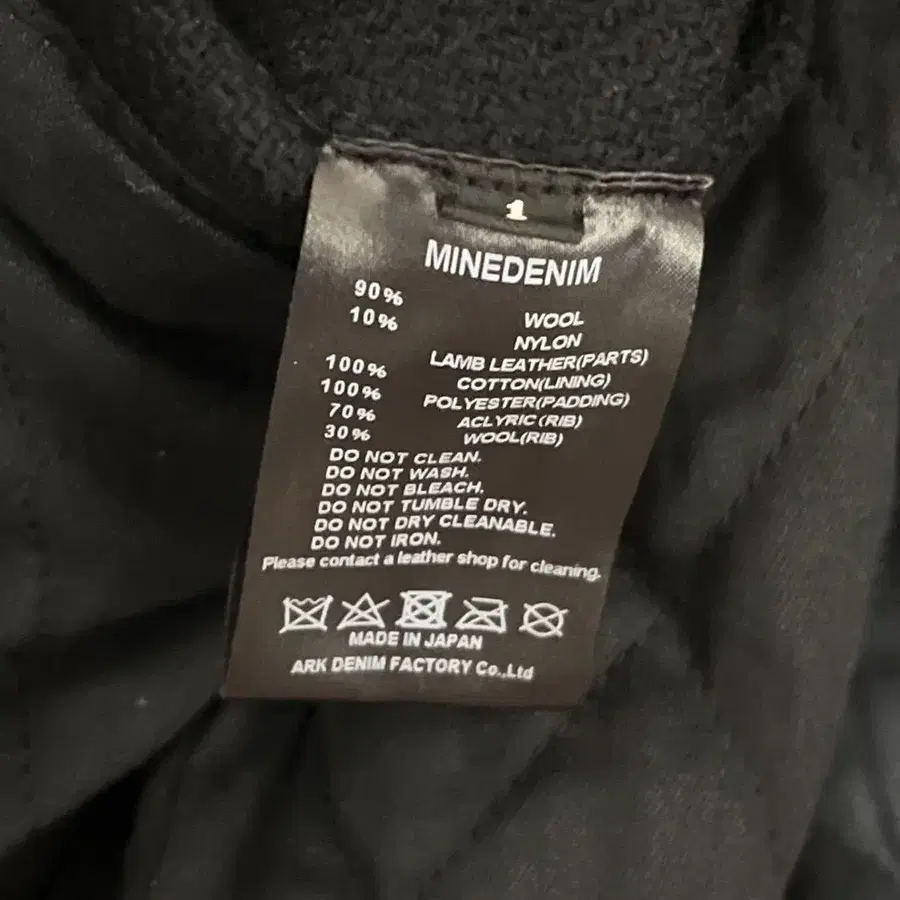 1
MINEDENIM
90% WOOL
10% NYLON
LAMB LEATHER(PARTS)
100% COTTON(LINING)
100% POLYESTER(PADDING)
70% ACLYRIC(RIB)
30% WOOL(RIB)
DO NOT CLEAN.
DO NOT WASH.
DO NOT BLEACH.
DO NOT TUMBLE DRY.
DO NOT DRY CLEANABLE.
DO NOT IRON.
Please contact a leather shop for cleaning.
MADE IN JAPAN
ARK DENIM FACTORY Co.,Ltd